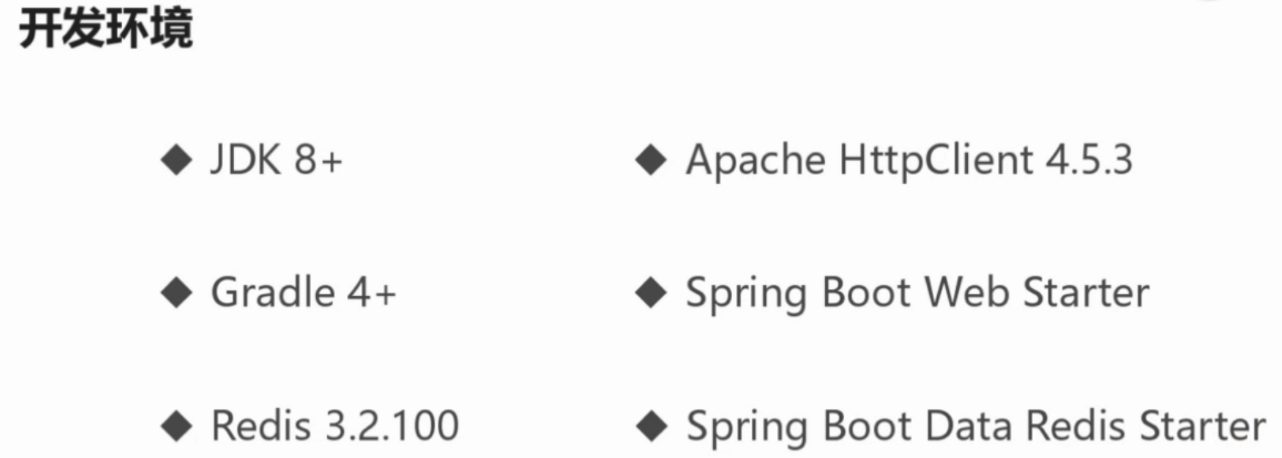 开发环境
◆ JDK 8+
◆ Apache HttpClient 4.5.3
◆ Gradle 4+
◆ Spring Boot Web Starter
◆ Redis 3.2.100
◆ Spring Boot Data Redis Starter